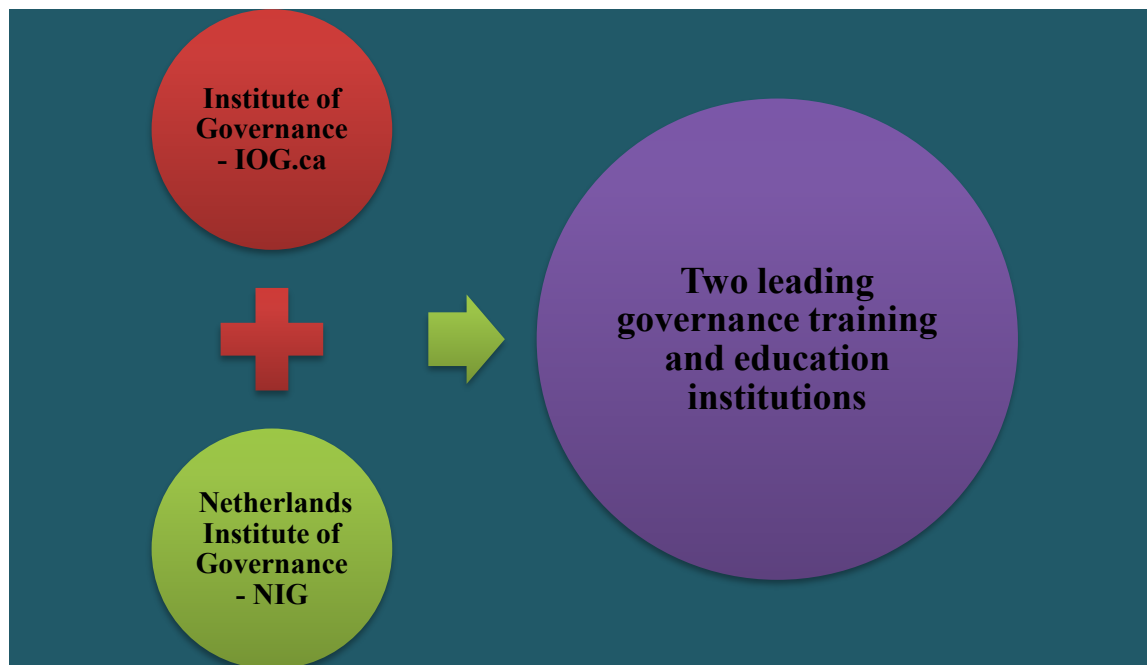 Institute of
Governance
- IOG.ca
Netherlands
Institute of
Governance
- NIG
Two leading
governance training
and education
institutions